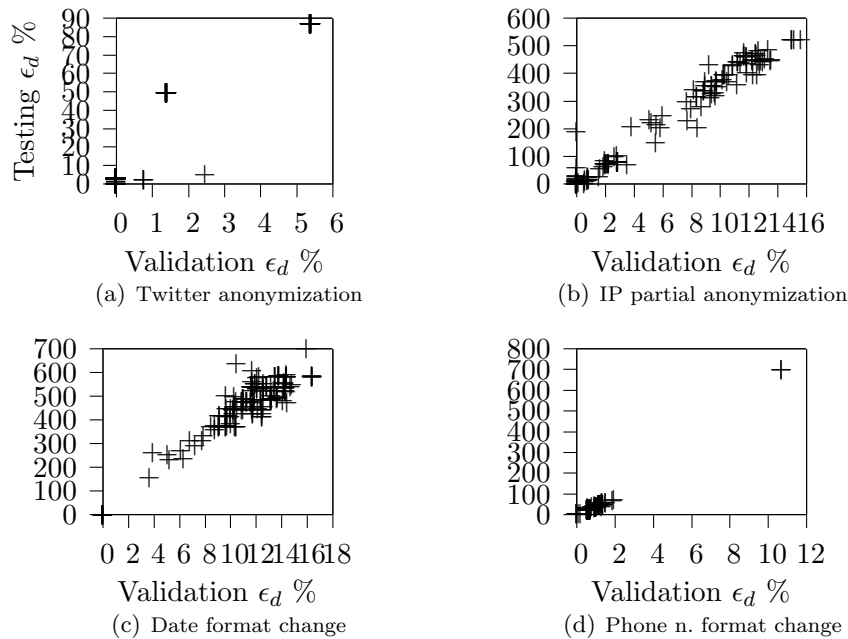 90
80
70
60
50
40
30
20
10
0
Testing ϵd %
0 1 2 3 4 5 6
Validation ϵd %
(a) Twitter anonymization
600
500
400
300
200
100
0
0 2 4 6 8 10 12 14 16
Validation ϵd %
(b) IP partial anonymization
700
600
500
400
300
200
100
0
0 2 4 6 8 10 12 14 16 18
Validation ϵd %
(c) Date format change
800
700
600
500
400
300
200
100
0
0 2 4 6 8 10 12
Validation ϵd %
(d) Phone n. format change